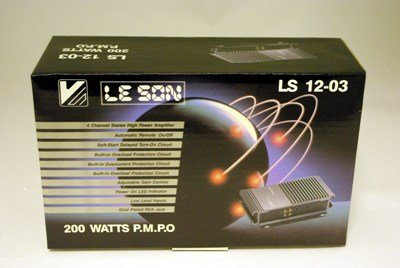 LS 12-03
200 WATTS
P.M.P.O
LE SON
LS 12-03
4 Channel Stereo High Power Amplifier
Automatic Remote On/Off
Soft-Start Delayed Turn-On Circuit
Built-in Overload Protection Circuit
Built-in Overcurrent Protection Circuit
Built-in Overheat Protection Circuit
Adjustable Gain Control
Power On LED Indicator
Low Level Inputs
Gold Plated RCA Jack
200 WATTS P.M.P.O